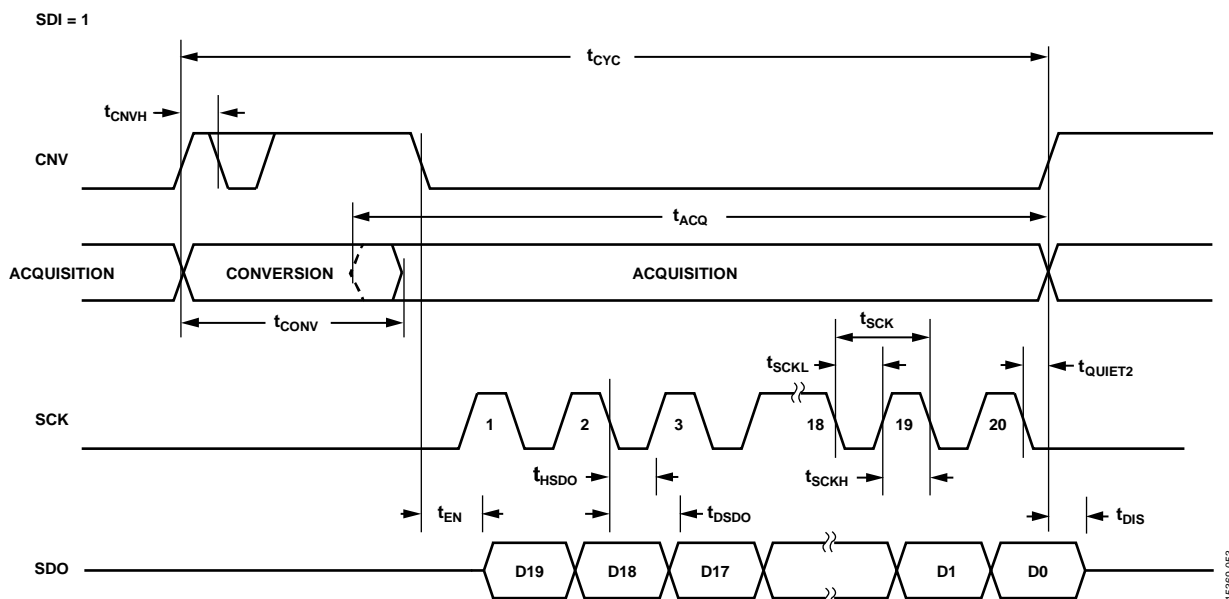 SDI = 1
tCYC
tCNVH
CNV
tACQ
ACQUISITION
CONVERSION
ACQUISITION
tCONV
tSCK
tSCKL
tQUIET2
SCK
1
2
3
18
19
20
tHSDO
tSCKH
tEN
tDSDO
tDIS
SDO
D19
D18
D17
D1
D0